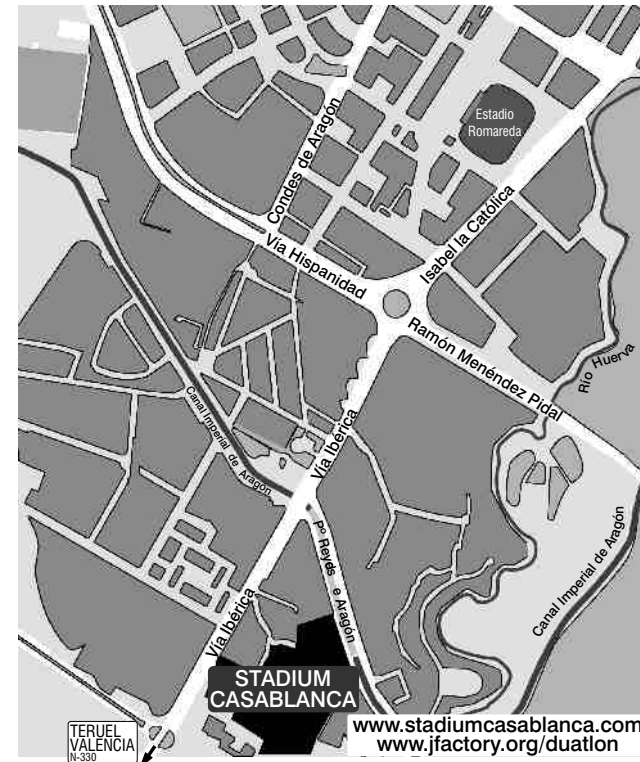 Estadio
Romareda
Condes de Aragón
Isabel la Católica
Vía Hispanidad
Ramón Menéndez Pidal
Río Huerva
Canal Imperial de Aragón
Vía Ibérica
Pº Reyes e Aragón
Canal Imperial de Aragón
Vía Ibérica
STADIUM
CASABLANCA
TERUEL
VALENCIA
N-330
www.stadiumcasablanca.com
www.jfactory.org/duatlon